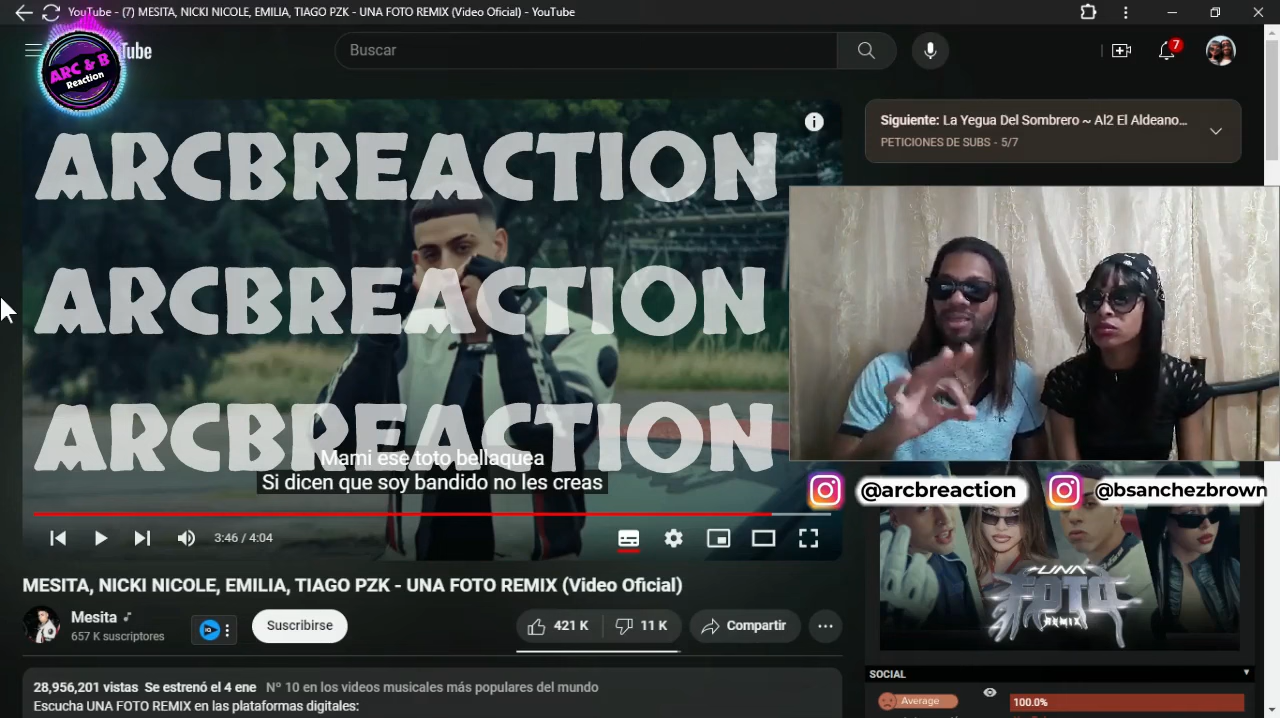 YouTube - (7) MESITA, NICKI NICOLE, EMILIA, TIAGO PZK - UNA FOTO REMIX (Video Oficial) - YouTube
ARC & B
Reaction
Tube
Buscar
7
ARCBREACTION
ARCBREACTION
ARCBREACTION
Siguiente: La Yegua Del Sombrero ~ Al2 El Aldeano...
PETICIONES DE SUBS - 5/7
Mami ese toto bellaquea
Si dicen que soy bandido no les creas
@arcbreaction
@bsanchezbrown
3:46 / 4:04
MESITA, NICKI NICOLE, EMILIA, TIAGO PZK - UNA FOTO REMIX (Video Oficial)
Mesita
657 K suscriptores
Suscribirse
421 K
11 K
Compartir
UNA
FOTO
REMIX
28,956,201 vistas Se estrenó el 4 ene Nº 10 en los videos musicales más populares del mundo
Escucha UNA FOTO REMIX en las plataformas digitales:
SOCIAL
Average
100.0%